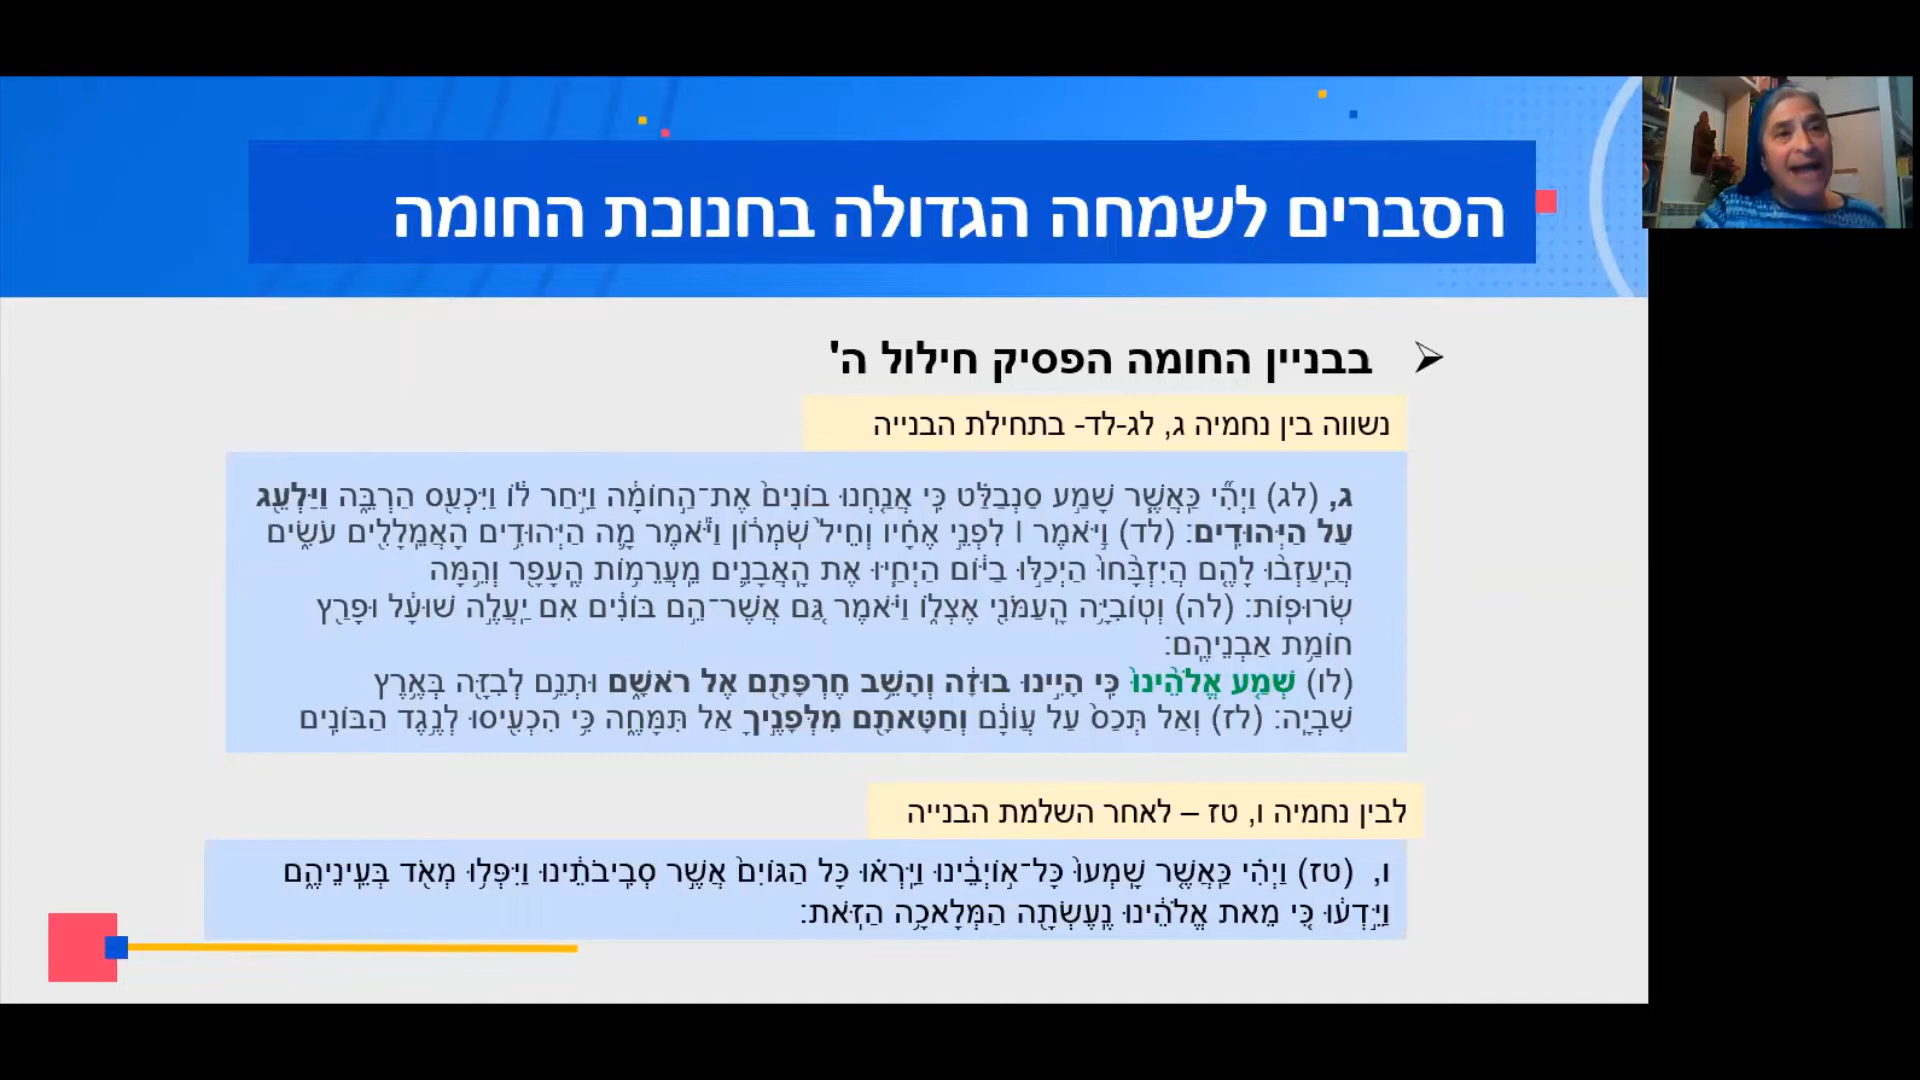 הסברים לשמחה הגדולה בחנוכת החומה
בבניין החומה הפסיק חילול ה'
נשווה בין נחמיה ג, לג-לד- בתחילת הבנייה
ג, (לג) וַיְהִ֞י כַּאֲשֶׁ֧ר שָׁמַ֣ע סַנְבַלַּ֗ט כִּֽי אֲנַ֤חְנוּ בוֹנִים֙ אֶת־הַ֣חוֹמָ֔ה וַיִּ֣חַר ל֔וֹ וַיִּכְעַ֖ס הַרְבֵּ֑ה וַיַּלְעֵ֖ג
עַל הַיְּהוּדִֽים: (לד) וַיֹּ֣אמֶר ׀ לִפְנֵ֣י אֶחָ֗יו וְחֵיל֙ שֹֽׁמְר֔וֹן וַיֹּ֕אמֶר מָ֛ה הַיְּהוּדִ֥ים הָאֲמֵלָלִ֖ים עֹשִׂ֑ים
הֲיַעַזְב֨וּ לָהֶ֤ם הֲיִזְבָּ֙חוּ֙ הַיְכַלּ֣וּ בַיּ֔וֹם הַיְחַיּ֧וּ אֶת הָאֲבָנִ֛ים מֵעֲרֵמ֥וֹת הֶעָפָ֖ר וְהֵ֥מָּה
שְׂרוּפֽוֹת: (לה) וְטוֹבִיָּ֥ה הָעַמֹּנִ֖י אֶצְל֑וֹ וַיֹּ֗אמֶר גַּ֚ם אֲשֶׁר־הֵ֣ם בּוֹנִ֔ים אִם יַעֲלֶ֣ה שׁוּעָ֔ל וּפָרַ֖ץ
חוֹמַ֥ת אַבְנֵיהֶֽם:
(לו) שְׁמַ֤ע אֱלֹהֵ֙ינוּ֙ כִּֽי הָיִ֣ינוּ בוּזָ֔ה וְהָשֵׁ֥ב חֶרְפָּתָ֖ם אֶל רֹאשָׁ֑ם וּתְנֵ֥ם לְבִזָּ֖ה בְּאֶ֥רֶץ
שִׁבְיָֽה: (לז) וְאַל תְּכַס֙ עַל עֲוֺנָ֔ם וְחַטָּאתָ֖ם מִלְּפָנֶ֣יךָ אַל תִּמָּחֶ֑ה כִּ֥י הִכְעִ֖יסוּ לְנֶ֥גֶד הַבּוֹנִֽים
לבין נחמיה ו, טז – לאחר השלמת הבנייה
ו, (טז) וַיְהִ֗י כַּאֲשֶׁ֤ר שָֽׁמְעוּ֙ כָּל־א֣וֹיְבֵ֔ינוּ וַיִּֽרְא֗וּ כָּל הַגּוֹיִם֙ אֲשֶׁ֣ר סְבִֽיבֹתֵ֔ינוּ וַיִּפְּל֥וּ מְאֹ֖ד בְּעֵינֵיהֶ֑ם
וַיֵּ֣דְע֔וּ כִּ֚י מֵאֵת אֱלֹהֵ֔ינוּ נֶעֶשְׂתָ֖ה הַמְּלָאכָ֥ה הַזֹּֽאת: